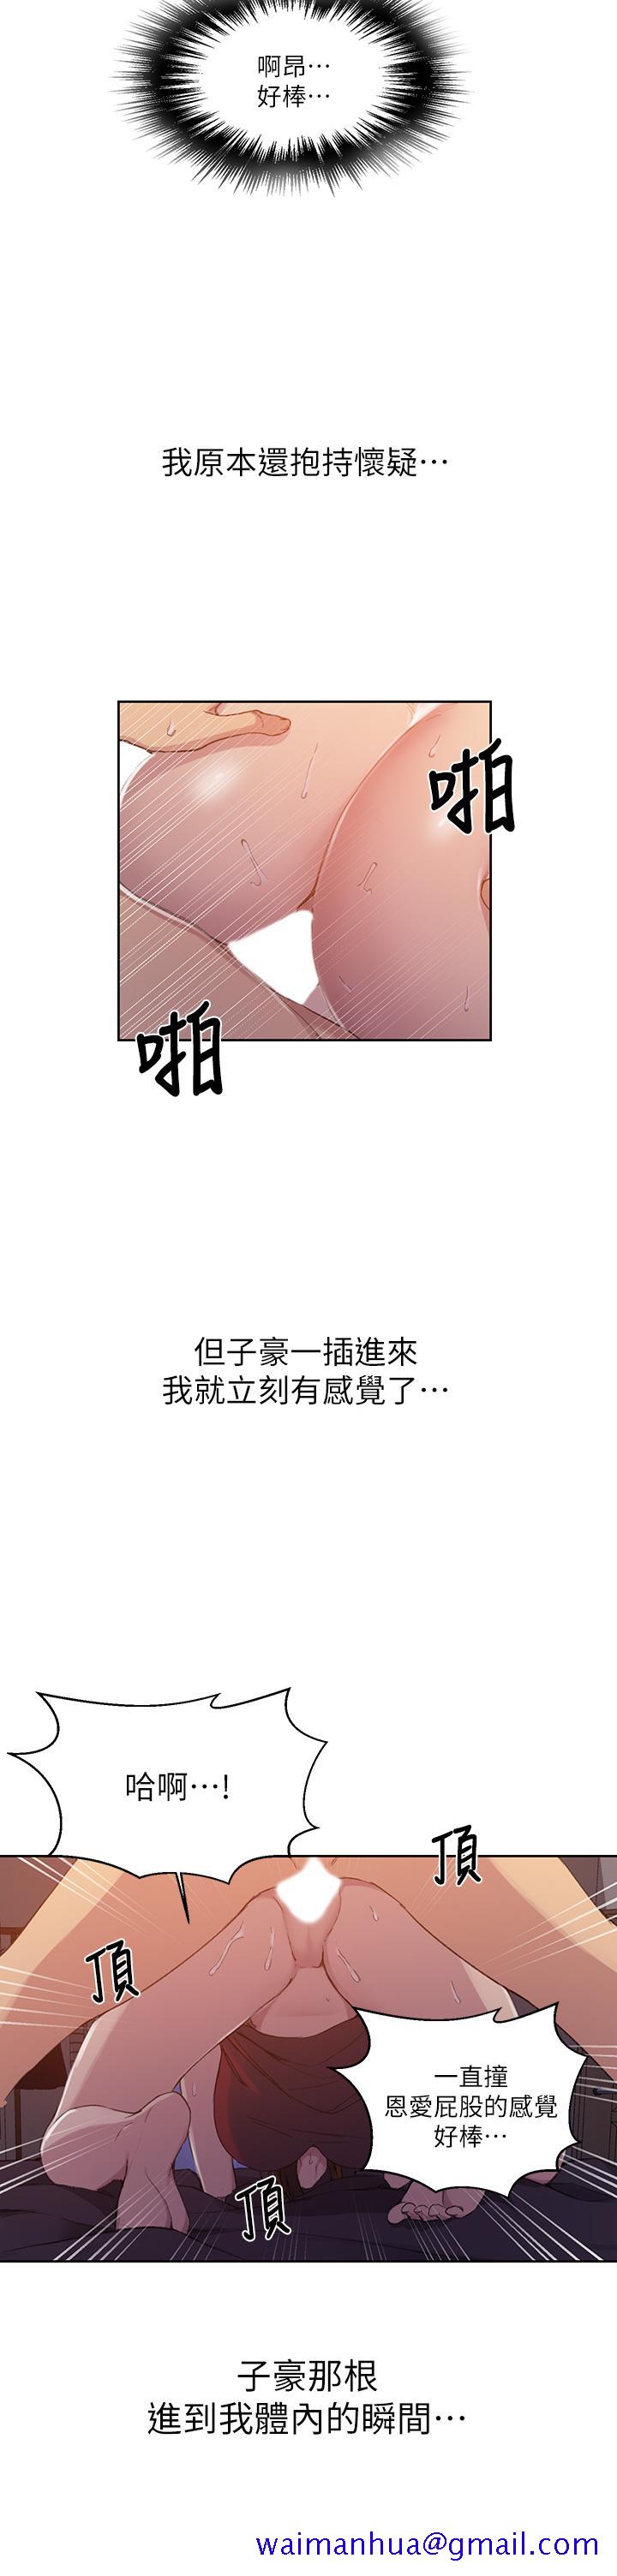 啊昂⋯
好棒⋯
我原本還抱持懷疑⋯
啪
啪
但子豪一插進來
我就立刻有感覺了⋯
哈啊⋯!
頂
頂
一直撞
恩愛屁股的感覺
好棒⋯
頂
子豪那根
進到我體內的瞬間⋯
waimanhua@gmail.com